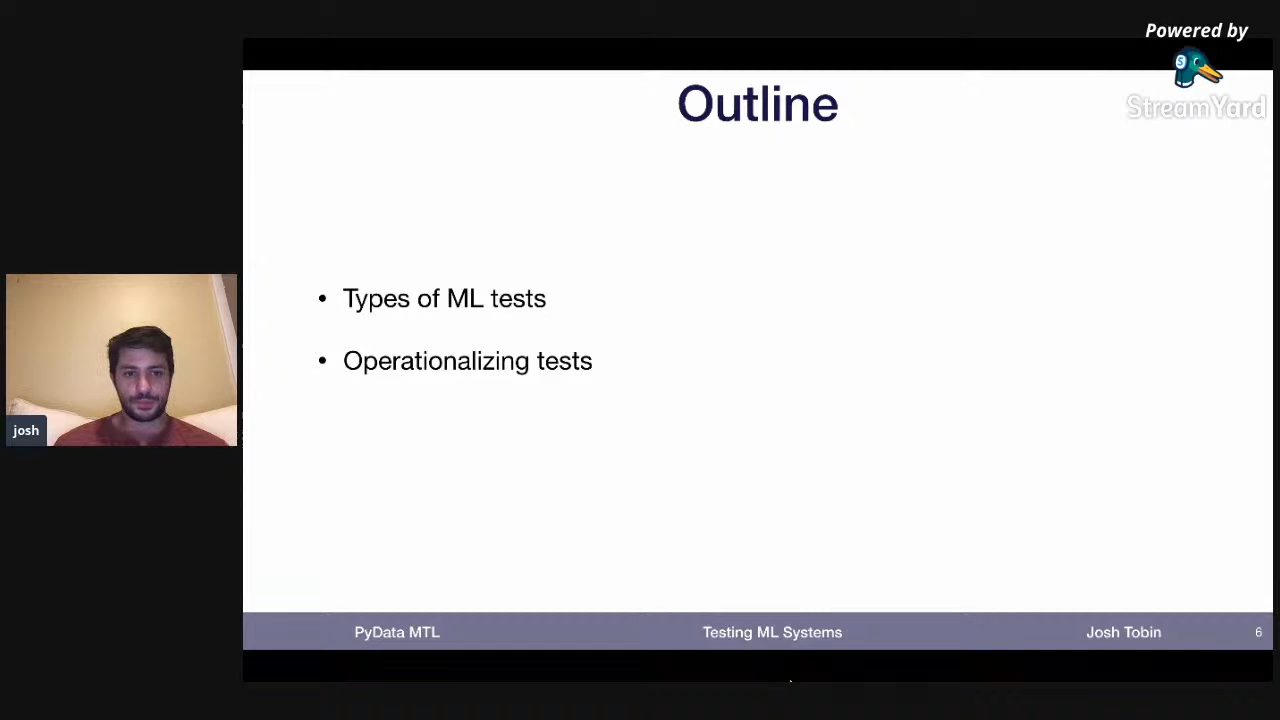 Powered by
StreamYard
Outline
• Types of ML tests
• Operationalizing tests
josh
PyData MTL
Testing ML Systems
Josh Tobin
6